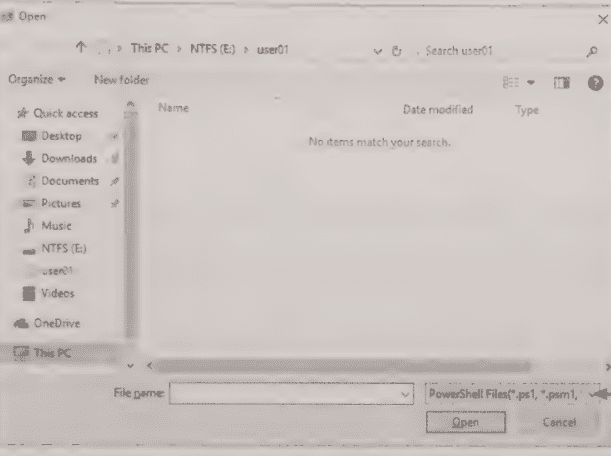 Open
This PC > NTFS (E:) > user01
Search user01
Organize
New folder
Name
Date modified
Type
No items match your search.
Quick access
Desktop
Downloads
Documents
Pictures
Music
NTFS (E:)
user01
Videos
OneDrive
This PC
File name:
PowerShell Files(*.ps1, *.psm1,
Open
Cancel